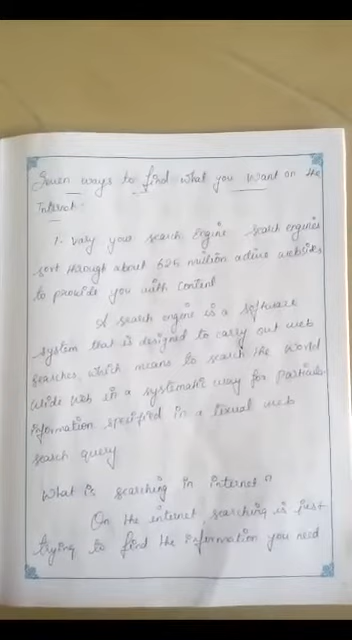 Seven ways to find what you want on the
Internet:
1. Vary your search engine search engines
sort through about 625 million active websites
to provide you with content
A search engine is a software
system that is designed to carry out web
searches, which means to search the World
wide web in a systematic way for particular
information specified in a texual web
search query
What is searching in internet?
On the internet, searching is just
trying to find the information you need